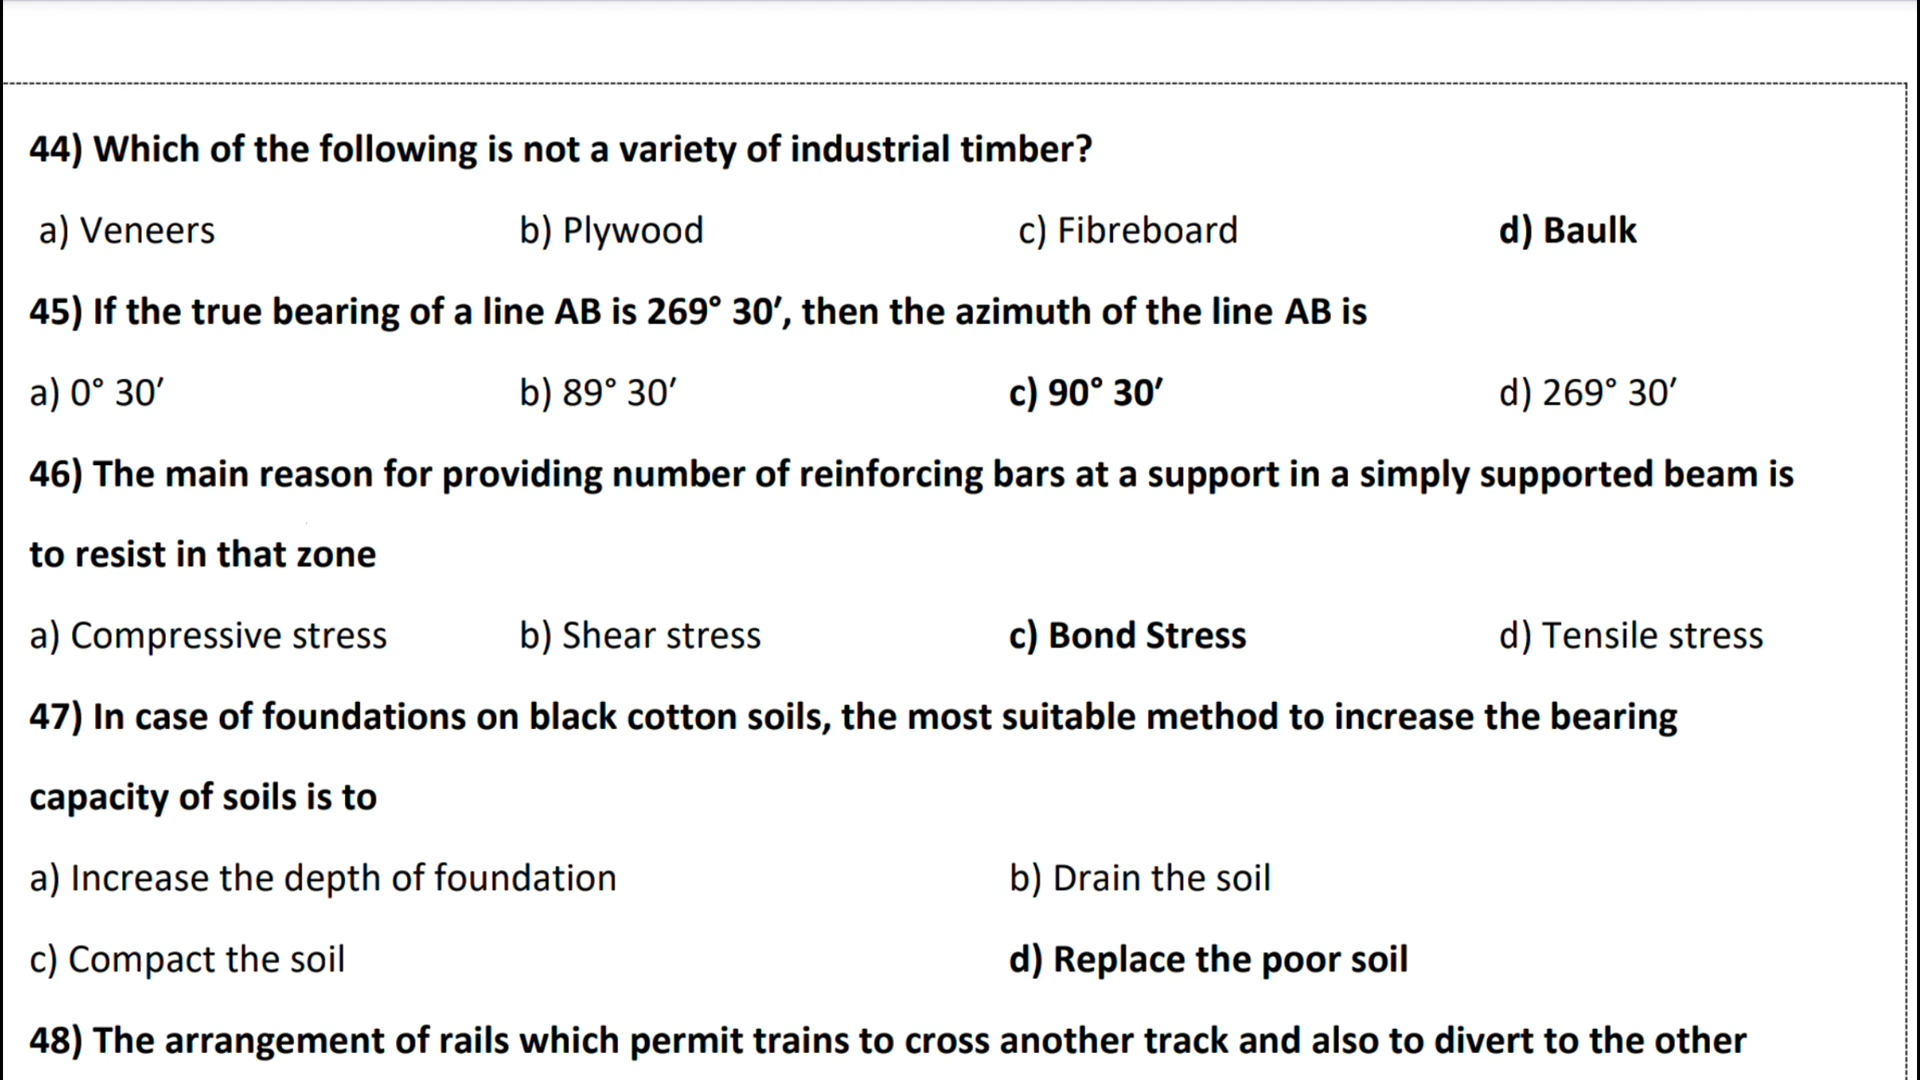 44) Which of the following is not a variety of industrial timber?
a) Veneers b) Plywood c) Fibreboard d) Baulk
45) If the true bearing of a line AB is 269° 30′, then the azimuth of the line AB is
a) 0° 30′ b) 89° 30′ c) 90° 30′ d) 269° 30′
46) The main reason for providing number of reinforcing bars at a support in a simply supported beam is
to resist in that zone
a) Compressive stress b) Shear stress c) Bond Stress d) Tensile stress
47) In case of foundations on black cotton soils, the most suitable method to increase the bearing
capacity of soils is to
a) Increase the depth of foundation b) Drain the soil
c) Compact the soil d) Replace the poor soil
48) The arrangement of rails which permit trains to cross another track and also to divert to the other